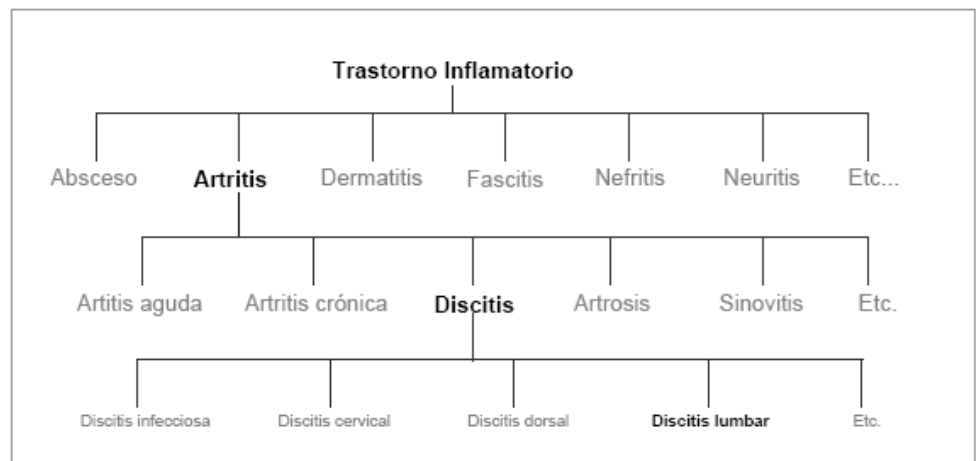 Trastorno Inflamatorio
Absceso Artritis Dermatitis Fascitis Nefritis Neuritis Etc...
Artitis aguda Artritis crónica Discitis Artrosis Sinovitis Etc.
Discitis infecciosa Discitis cervical Discitis dorsal Discitis lumbar Etc.